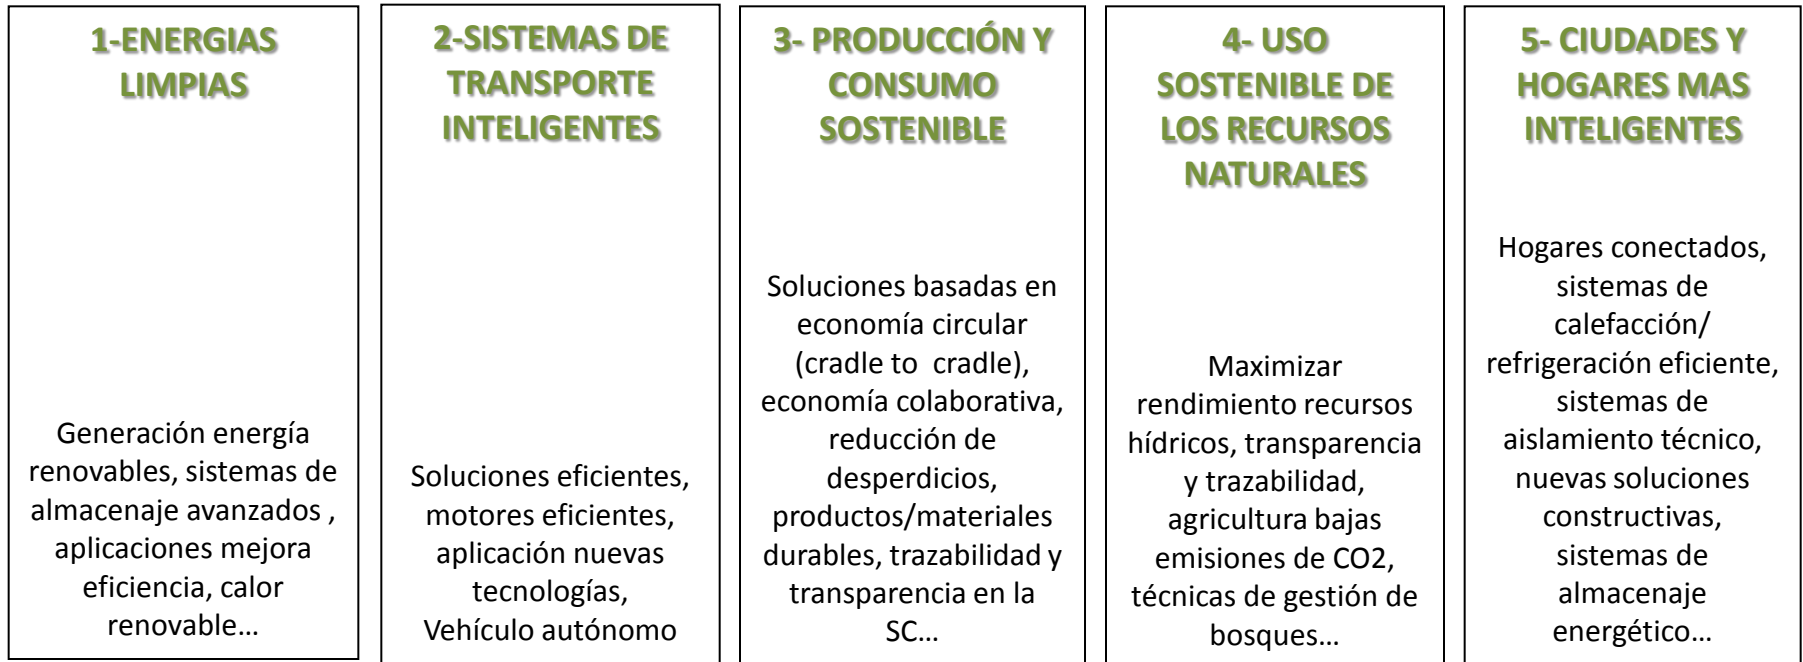 1-ENERGIAS
LIMPIAS
Generación energía
renovables, sistemas de
almacenaje avanzados ,
aplicaciones mejora
eficiencia, calor
renovable…
2-SISTEMAS DE
TRANSPORTE
INTELIGENTES
Soluciones eficientes,
motores eficientes,
aplicación nuevas
tecnologías,
Vehículo autónomo
3- PRODUCCIÓN Y
CONSUMO
SOSTENIBLE
Soluciones basadas en
economía circular
(cradle to cradle),
economía colaborativa,
reducción de
desperdicios,
productos/materiales
durables, trazabilidad y
transparencia en la
SC…
4- USO
SOSTENIBLE DE
LOS RECURSOS
NATURALES
Maximizar
rendimiento recursos
hídricos, transparencia
y trazabilidad,
agricultura bajas
emisiones de CO2,
técnicas de gestión de
bosques…
5- CIUDADES Y
HOGARES MAS
INTELIGENTES
Hogares conectados,
sistemas de
calefacción/
refrigeración eficiente,
sistemas de
aislamiento técnico,
nuevas soluciones
constructivas,
sistemas de
almacenaje
energético…